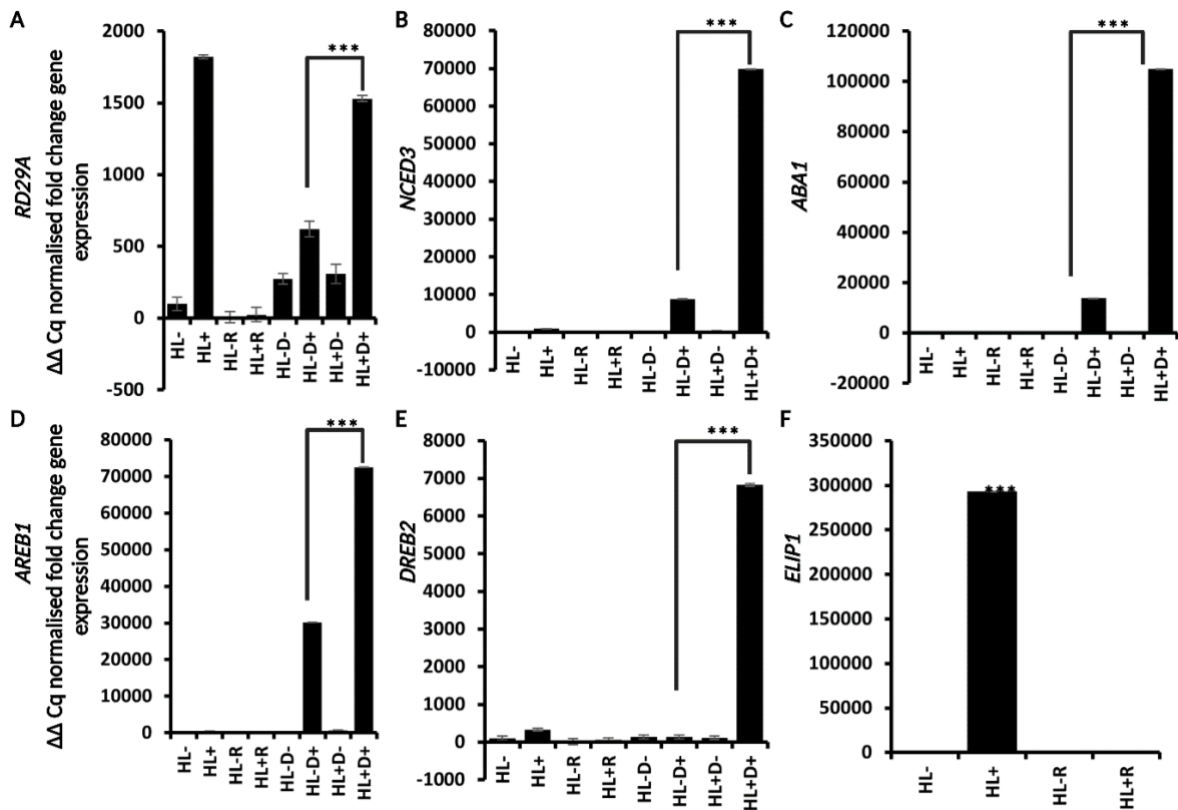 A
RD29A
ΔΔ Cq normalised fold change gene
expression
2000
1500
1000
500
0
-500
***
HL-
HL+
HL-R
HL+R
HL-D-
HL-D+
HL+D-
HL+D+
B
NCED3
80000
70000
60000
50000
40000
30000
20000
10000
0
-10000
***
HL-
HL+
HL-R
HL+R
HL-D-
HL-D+
HL+D-
HL+D+
C
ABA1
120000
100000
80000
60000
40000
20000
0
-20000
***
HL-
HL+
HL-R
HL+R
HL-D-
HL-D+
HL+D-
HL+D+
D
AREB1
ΔΔ Cq normalised fold change gene
expression
80000
70000
60000
50000
40000
30000
20000
10000
0
***
HL-
HL+
HL-R
HL+R
HL-D-
HL-D+
HL+D-
HL+D+
E
DREB2
8000
7000
6000
5000
4000
3000
2000
1000
0
-1000
***
HL-
HL+
HL-R
HL+R
HL-D-
HL-D+
HL+D-
HL+D+
F
ELIP1
350000
300000
250000
200000
150000
100000
50000
0
***
HL-
HL+
HL-R
HL+R